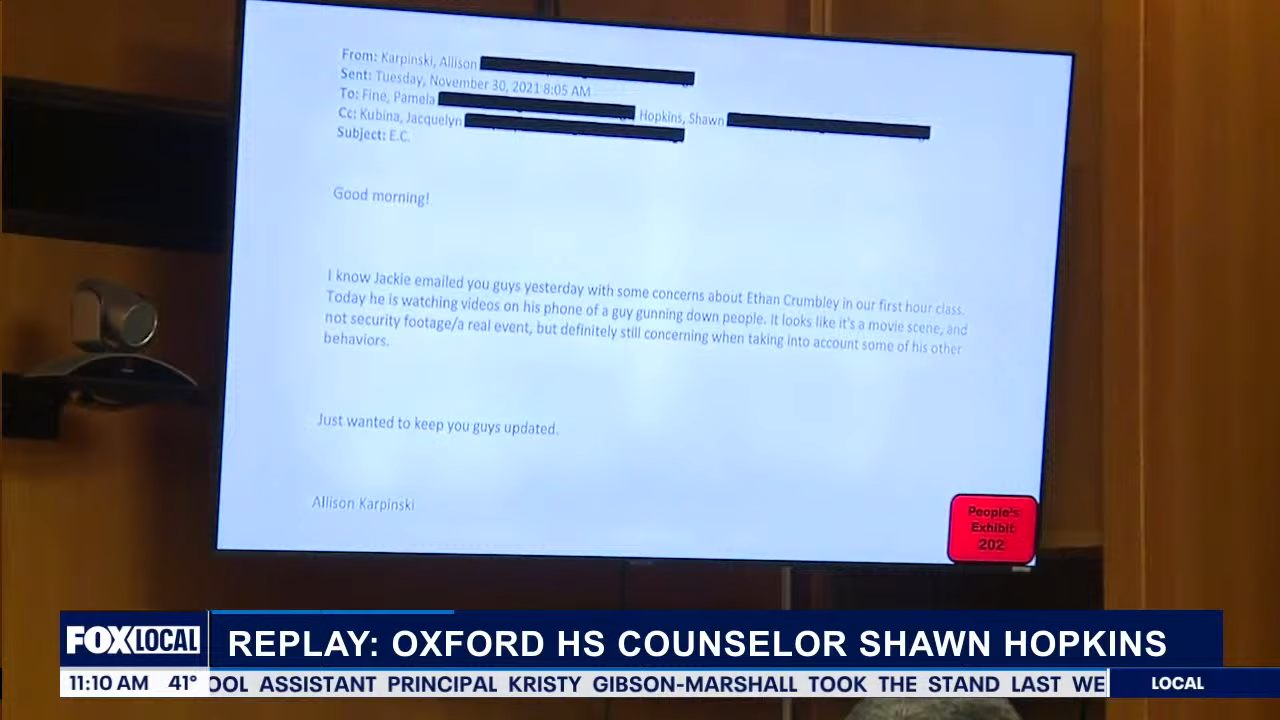 From: Karpinski, Allison
Sent: Tuesday, November 30, 2021 8:05 AM
To: Fine, Pamela Hopkins, Shawn
Cc: Kubina, Jacquelyn
Subject: E.C.
Good morning!
I know Jackie emailed you guys yesterday with some concerns about Ethan Crumbley in our first hour class.
Today he is watching videos on his phone of a guy gunning down people. It looks like it's a movie scene, and
not security footage/a real event, but definitely still concerning when taking into account some of his other
behaviors.
Just wanted to keep you guys updated.
Allison Karpinski
People's
Exhibit
202
FOX LOCAL
REPLAY: OXFORD HS COUNSELOR SHAWN HOPKINS
11:10 AM 41° OOL ASSISTANT PRINCIPAL KRISTY GIBSON-MARSHALL TOOK THE STAND LAST WE
LOCAL